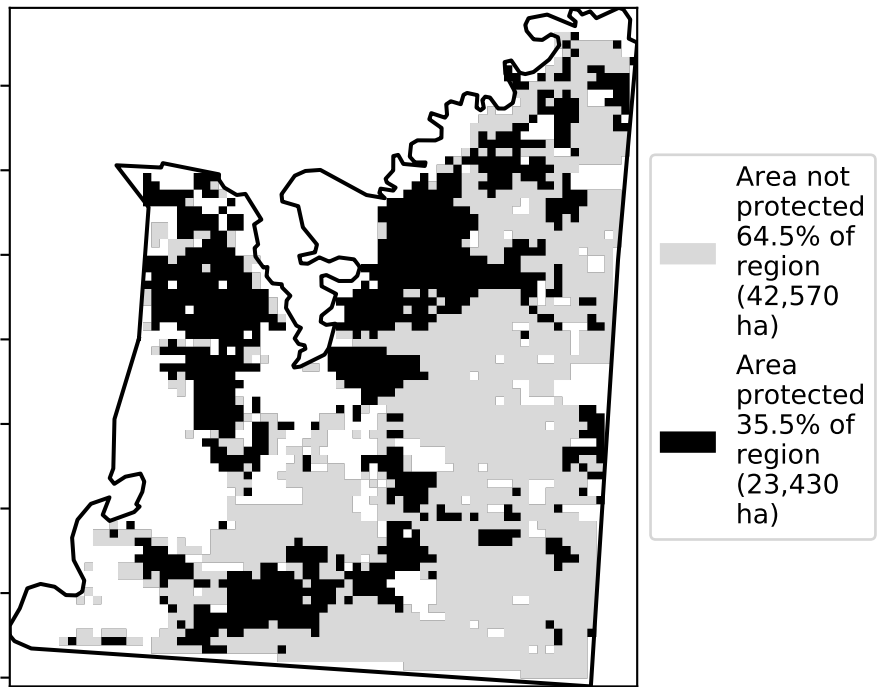 Area not
protected
64.5% of
region
(42,570
ha)
Area
protected
35.5% of
region
(23,430
ha)